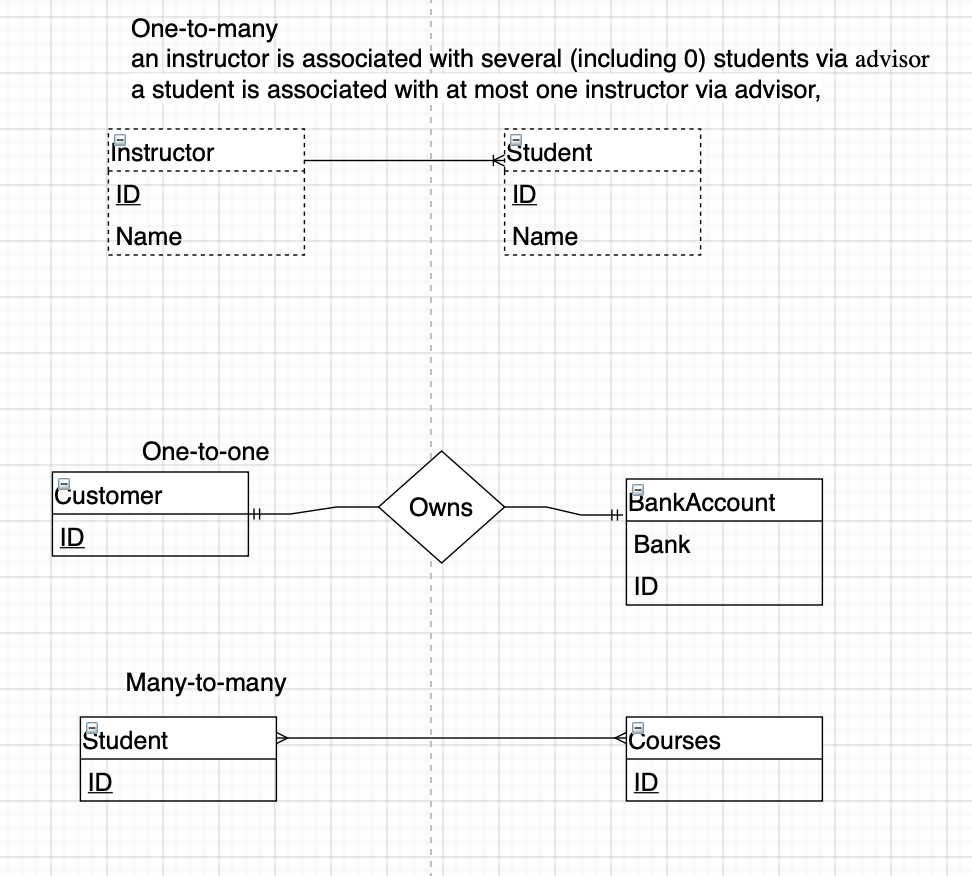 One-to-many
an instructor is associated with several (including 0) students via advisor
a student is associated with at most one instructor via advisor,
Instructor
Student
ID
ID
Name
Name
One-to-one
Customer
ID
Owns
BankAccount
Bank
ID
Many-to-many
Student
Courses
ID
ID